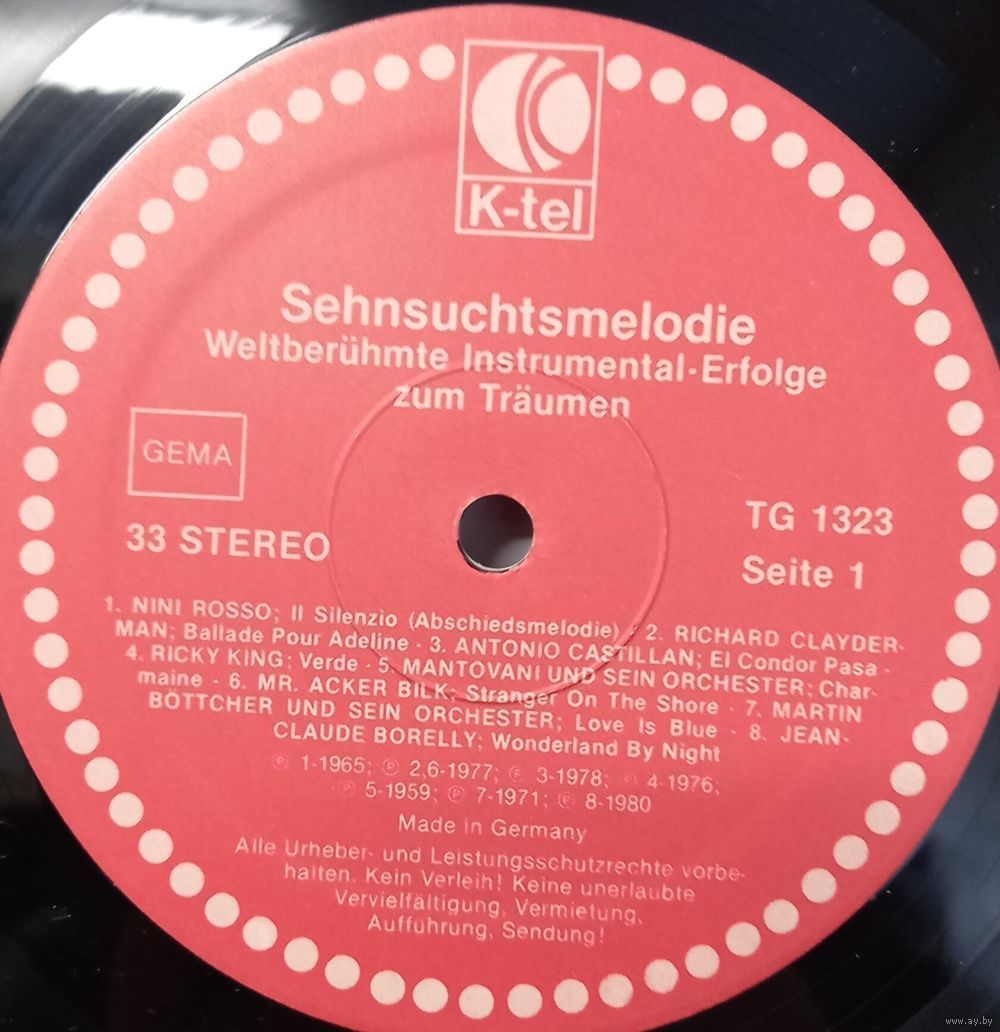 K-tel
Sehnsuchtsmelodie
Weltberühmte Instrumental-Erfolge
zum Träumen
GEMA
33 STEREO
TG 1323
Seite 1
1. NINI ROSSO; Il Silenzio (Abschiedsmelodie) · 2. RICHARD CLAYDER-
MAN; Ballade Pour Adeline · 3. ANTONIO CASTILLAN; El Condor Pasa ·
4. RICKY KING; Verde · 5. MANTOVANI UND SEIN ORCHESTER; Char-
maine · 6. MR. ACKER BILK; Stranger On The Shore · 7. MARTIN
BÖTTCHER UND SEIN ORCHESTER; Love Is Blue · 8. JEAN-
CLAUDE BORELLY; Wonderland By Night
℗ 1-1965; ℗ 2,6-1977; ℗ 3-1978; ℗ 4-1976;
℗ 5-1959; ℗ 7-1971; ℗ 8-1980
Made in Germany
Alle Urheber- und Leistungsschutzrechte vorbe-
halten. Kein Verleih! Keine unerlaubte
Vervielfältigung, Vermietung,
Aufführung, Sendung!
www.ay.by